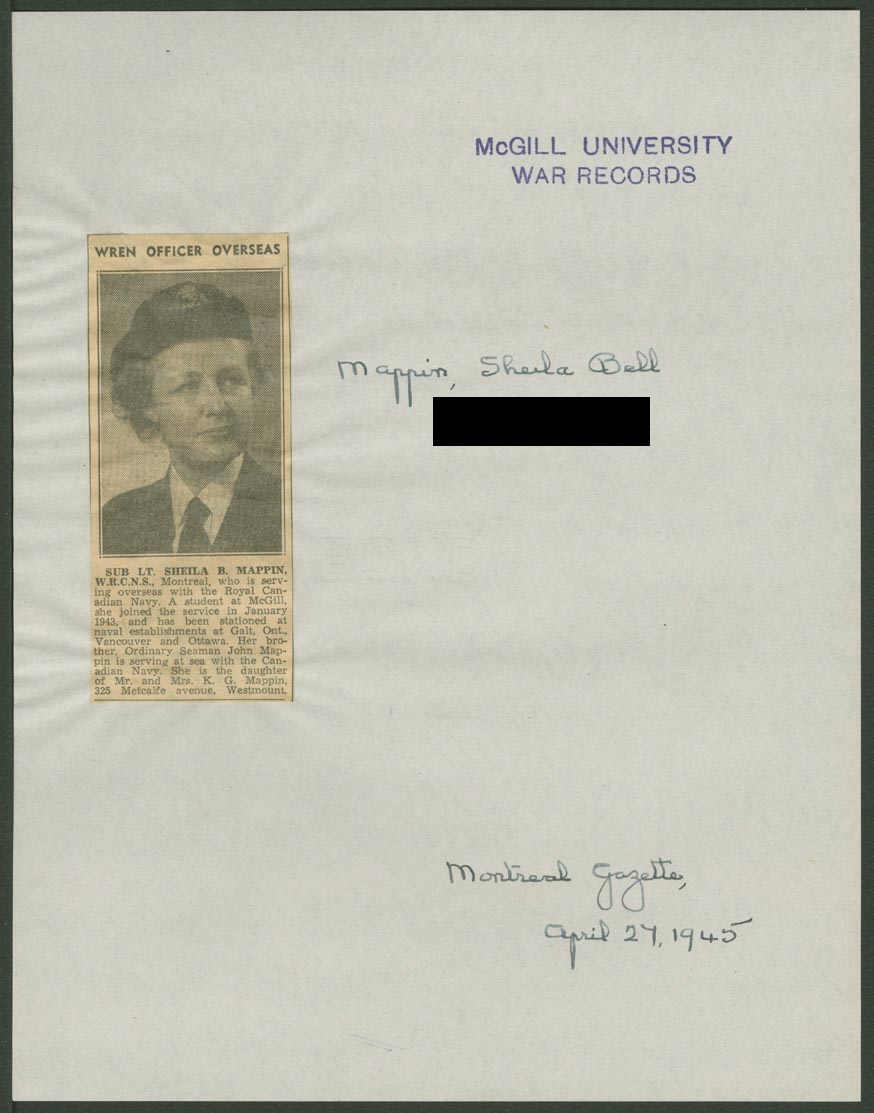 McGILL UNIVERSITY
WAR RECORDS
WREN OFFICER OVERSEAS
Mappin, Sheila Bell
SUB LT. SHEILA B. MAPPIN,
W.R.C.N.S., Montreal, who is serv-
ing overseas with the Royal Can-
adian Navy. A student at McGill,
she joined the service in January
1943, and has been stationed at
naval establishments at Galt, Ont.,
Vancouver and Ottawa. Her bro-
ther, Ordinary Seaman John Map-
pin is serving at sea with the Can-
adian Navy. She is the daughter
of Mr. and Mrs. K. G. Mappin,
325 Metcalfe avenue, Westmount.
Montreal Gazette,
April 27, 1945